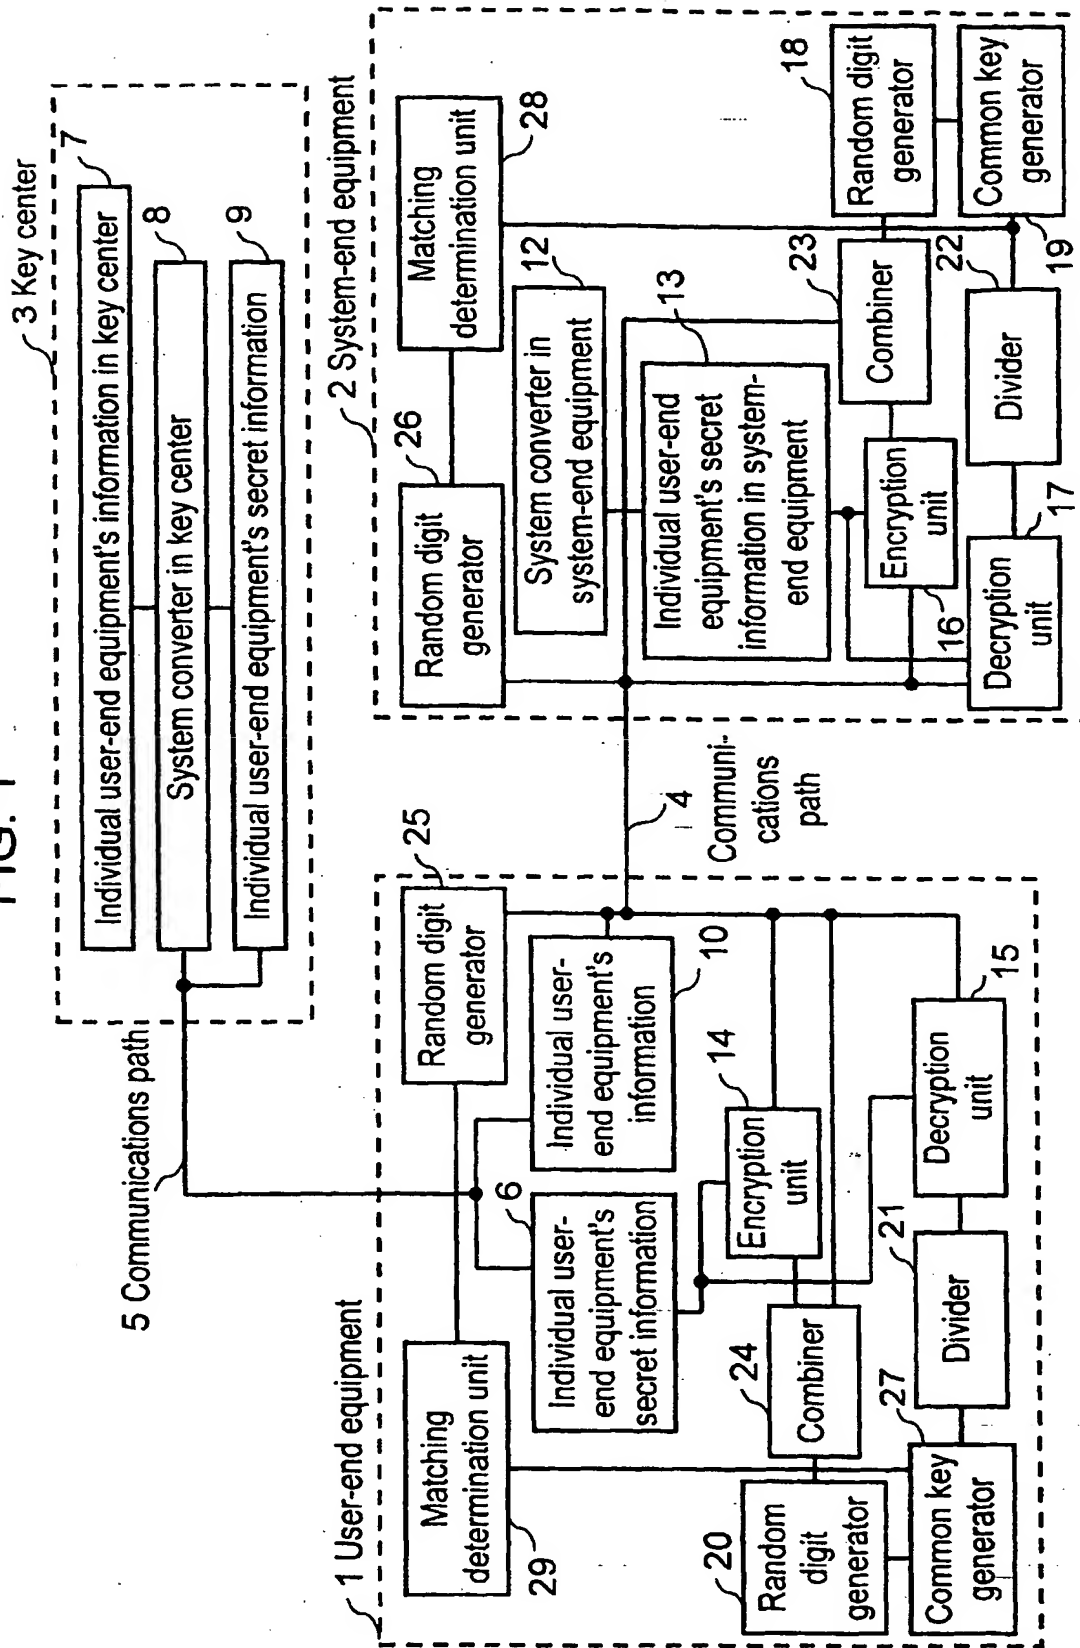 FIG. 1
3 Key center
7
Individual user-end equipment's information in key center
8
System converter in key center
9
Individual user-end equipment's secret information
5 Communications path
1 User-end equipment
Matching
determination unit
29
Random digit
generator
25
6
Individual user-
end equipment's
secret information
Individual user-
end equipment's
information
10
14
Encryption
unit
24
Combiner
20
Random
digit
generator
27
Common key
generator
21
Divider
15
Decryption
unit
4
Communi-
cations
path
2 System-end equipment
26
Random digit
generator
Matching
determination unit
28
12
System converter in
system-end equipment
13
Individual user-end
equipment's secret
information in system-
end equipment
23
Combiner
18
Random digit
generator
Common key
generator
19
22
Divider
Encryption
unit
16
17
Decryption
unit